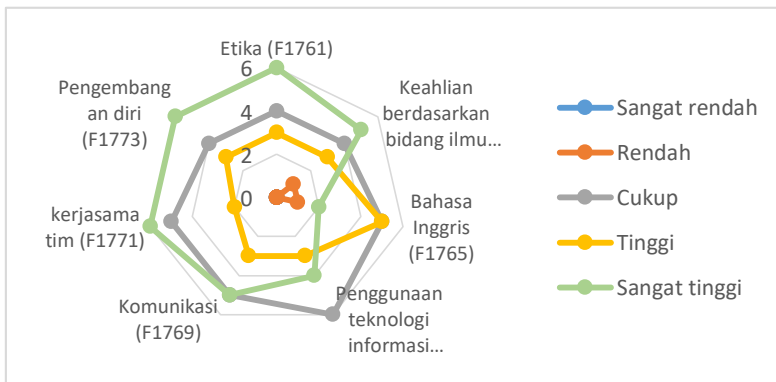 Etika (F1761)
6
4
2
0
Keahlian
berdasarkan
bidang ilmu...
Bahasa
Inggris
(F1765)
Penggunaan
teknologi
informasi...
Komunikasi
(F1769)
kerjasama
tim (F1771)
Pengembang
an diri
(F1773)
Sangat rendah
Rendah
Cukup
Tinggi
Sangat tinggi